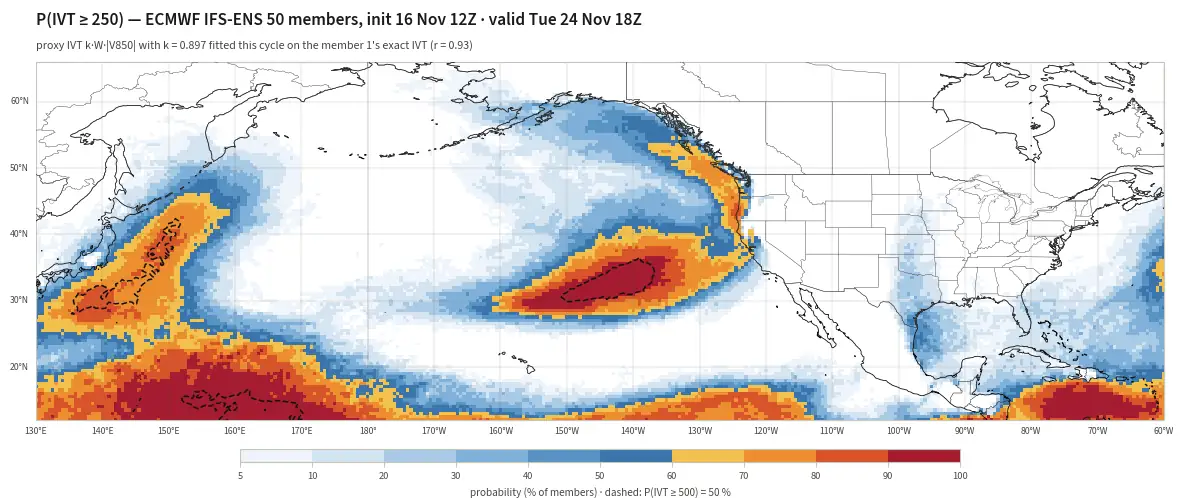 P(IVT ≥ 250) — ECMWF IFS-ENS 50 members, init 16 Nov 12Z · valid Tue 24 Nov 18Z
proxy IVT k·W·|V850| with k = 0.897 fitted this cycle on the member 1's exact IVT (r = 0.93)
60°N
50°N
40°N
30°N
20°N
130°E 140°E 150°E 160°E 170°E 180° 170°W 160°W 150°W 140°W 130°W 120°W 110°W 100°W 90°W 80°W 70°W 60°W
5 10 20 30 40 50 60 70 80 90 100
probability (% of members) · dashed: P(IVT ≥ 500) = 50 %